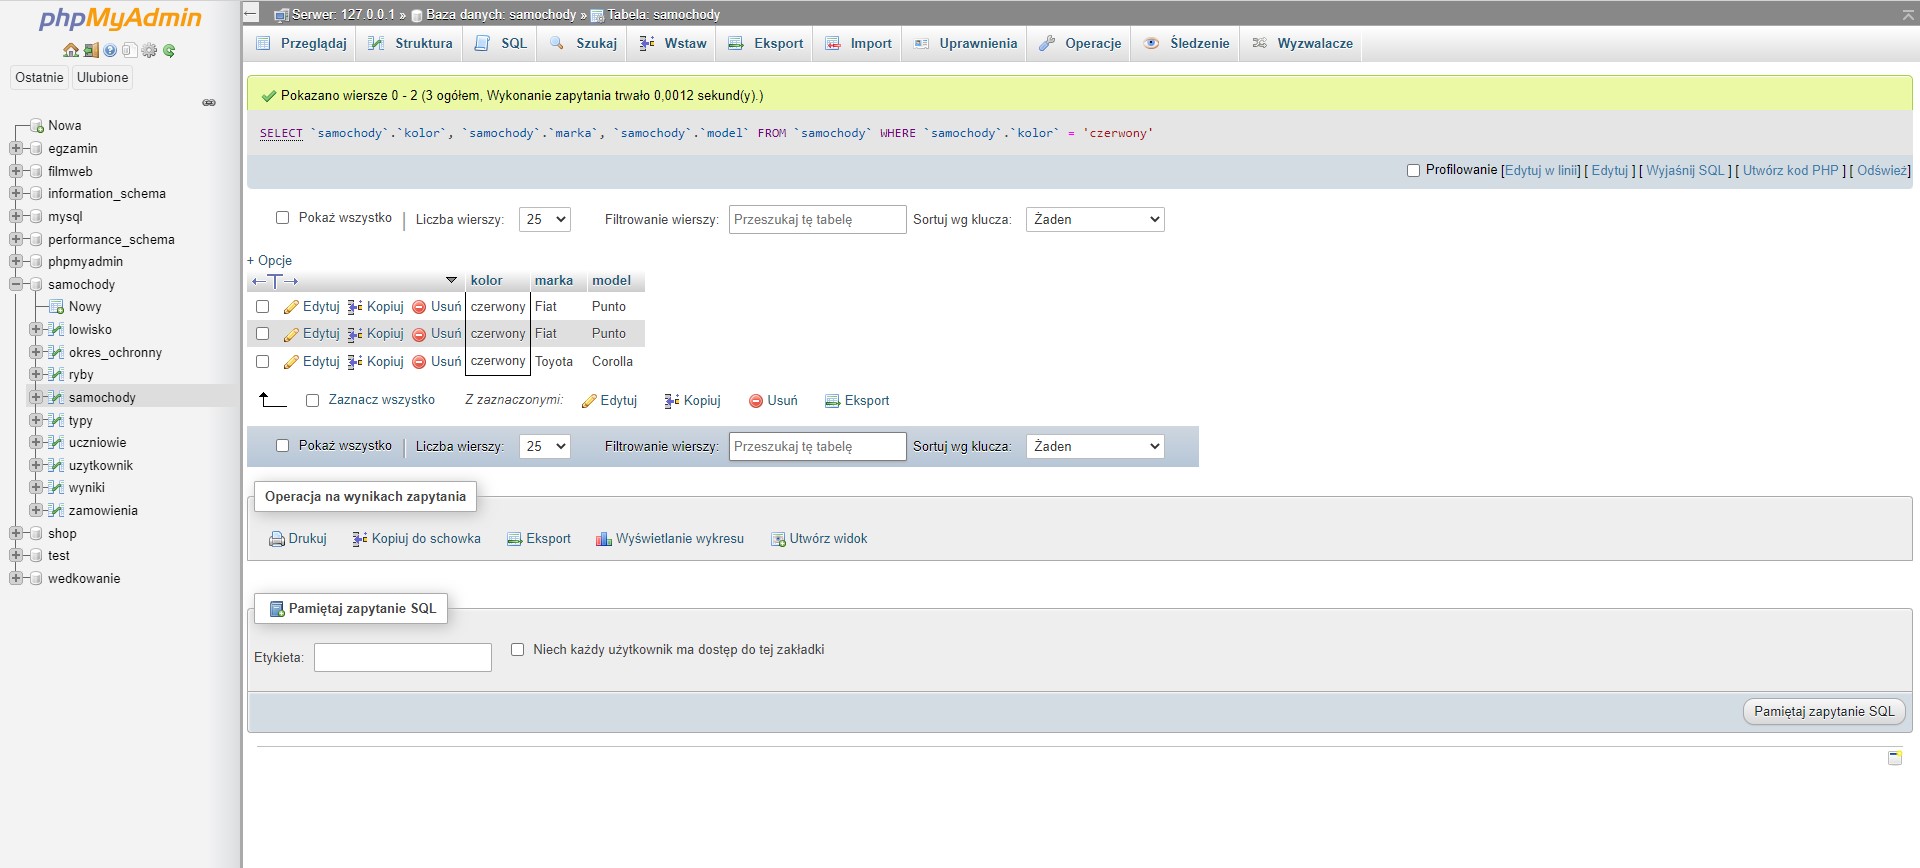 phpMyAdmin
Ostatnie Ulubione
Nowa
egzamin
filmweb
information_schema
mysql
performance_schema
phpmyadmin
samochody
Nowy
lowisko
okres_ochronny
ryby
samochody
typy
uczniowie
uzytkownik
wyniki
zamowienia
shop
test
wedkowanie
Serwer: 127.0.0.1 » Baza danych: samochody » Tabela: samochody
Przeglądaj Struktura SQL Szukaj Wstaw Eksport Import Uprawnienia Operacje Śledzenie Wyzwalacze
Pokazano wiersze 0 - 2 (3 ogółem, Wykonanie zapytania trwało 0,0012 sekund(y).)
SELECT `samochody`.`kolor`, `samochody`.`marka`, `samochody`.`model` FROM `samochody` WHERE `samochody`.`kolor` = 'czerwony'
Profilowanie [Edytuj w linii] [ Edytuj ] [ Wyjaśnij SQL ] [ Utwórz kod PHP ] [ Odśwież]
Pokaż wszystko | Liczba wierszy: 25 Filtrowanie wierszy: Przeszukaj tę tabelę Sortuj wg klucza: Żaden
+ Opcje
←T→ kolor marka model
Edytuj Kopiuj Usuń czerwony Fiat Punto
Edytuj Kopiuj Usuń czerwony Fiat Punto
Edytuj Kopiuj Usuń czerwony Toyota Corolla
Zaznacz wszystko Z zaznaczonymi: Edytuj Kopiuj Usuń Eksport
Pokaż wszystko | Liczba wierszy: 25 Filtrowanie wierszy: Przeszukaj tę tabelę Sortuj wg klucza: Żaden
Operacja na wynikach zapytania
Drukuj Kopiuj do schowka Eksport Wyświetlanie wykresu Utwórz widok
Pamiętaj zapytanie SQL
Etykieta: Niech każdy użytkownik ma dostęp do tej zakładki
Pamiętaj zapytanie SQL